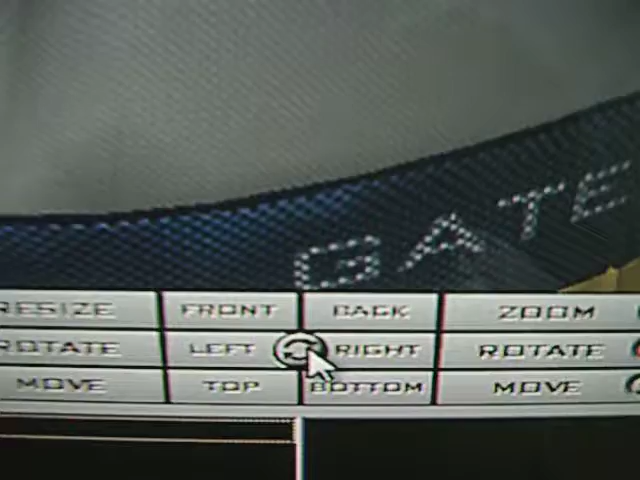 GATE
RESIZE FRONT BACK ZOOM
ROTATE LEFT RIGHT ROTATE
MOVE TOP BOTTOM MOVE